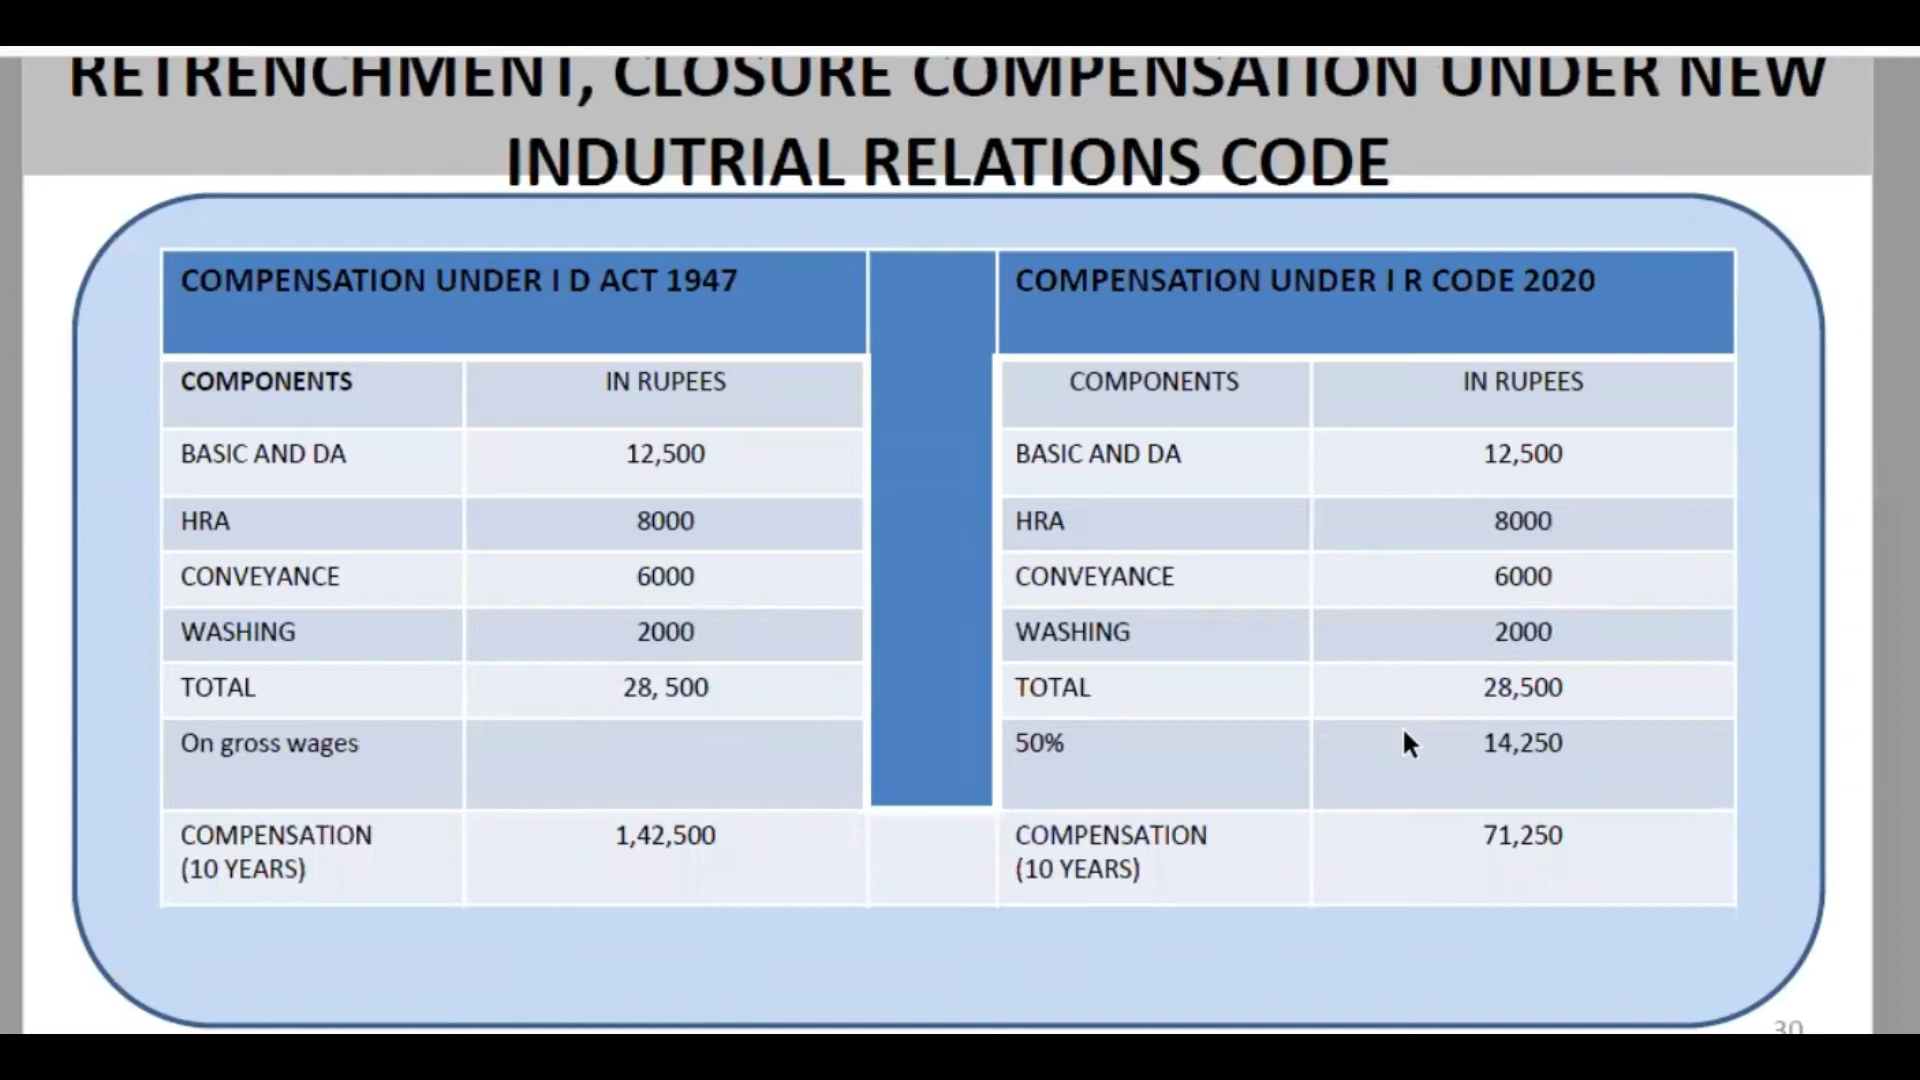 RETRENCHMENT, CLOSURE COMPENSATION UNDER NEW
INDUTRIAL RELATIONS CODE
COMPENSATION UNDER I D ACT 1947 COMPENSATION UNDER I R CODE 2020
COMPONENTS IN RUPEES COMPONENTS IN RUPEES
BASIC AND DA 12,500 BASIC AND DA 12,500
HRA 8000 HRA 8000
CONVEYANCE 6000 CONVEYANCE 6000
WASHING 2000 WASHING 2000
TOTAL 28, 500 TOTAL 28,500
On gross wages 50% 14,250
COMPENSATION 1,42,500 COMPENSATION 71,250
(10 YEARS) (10 YEARS)
30